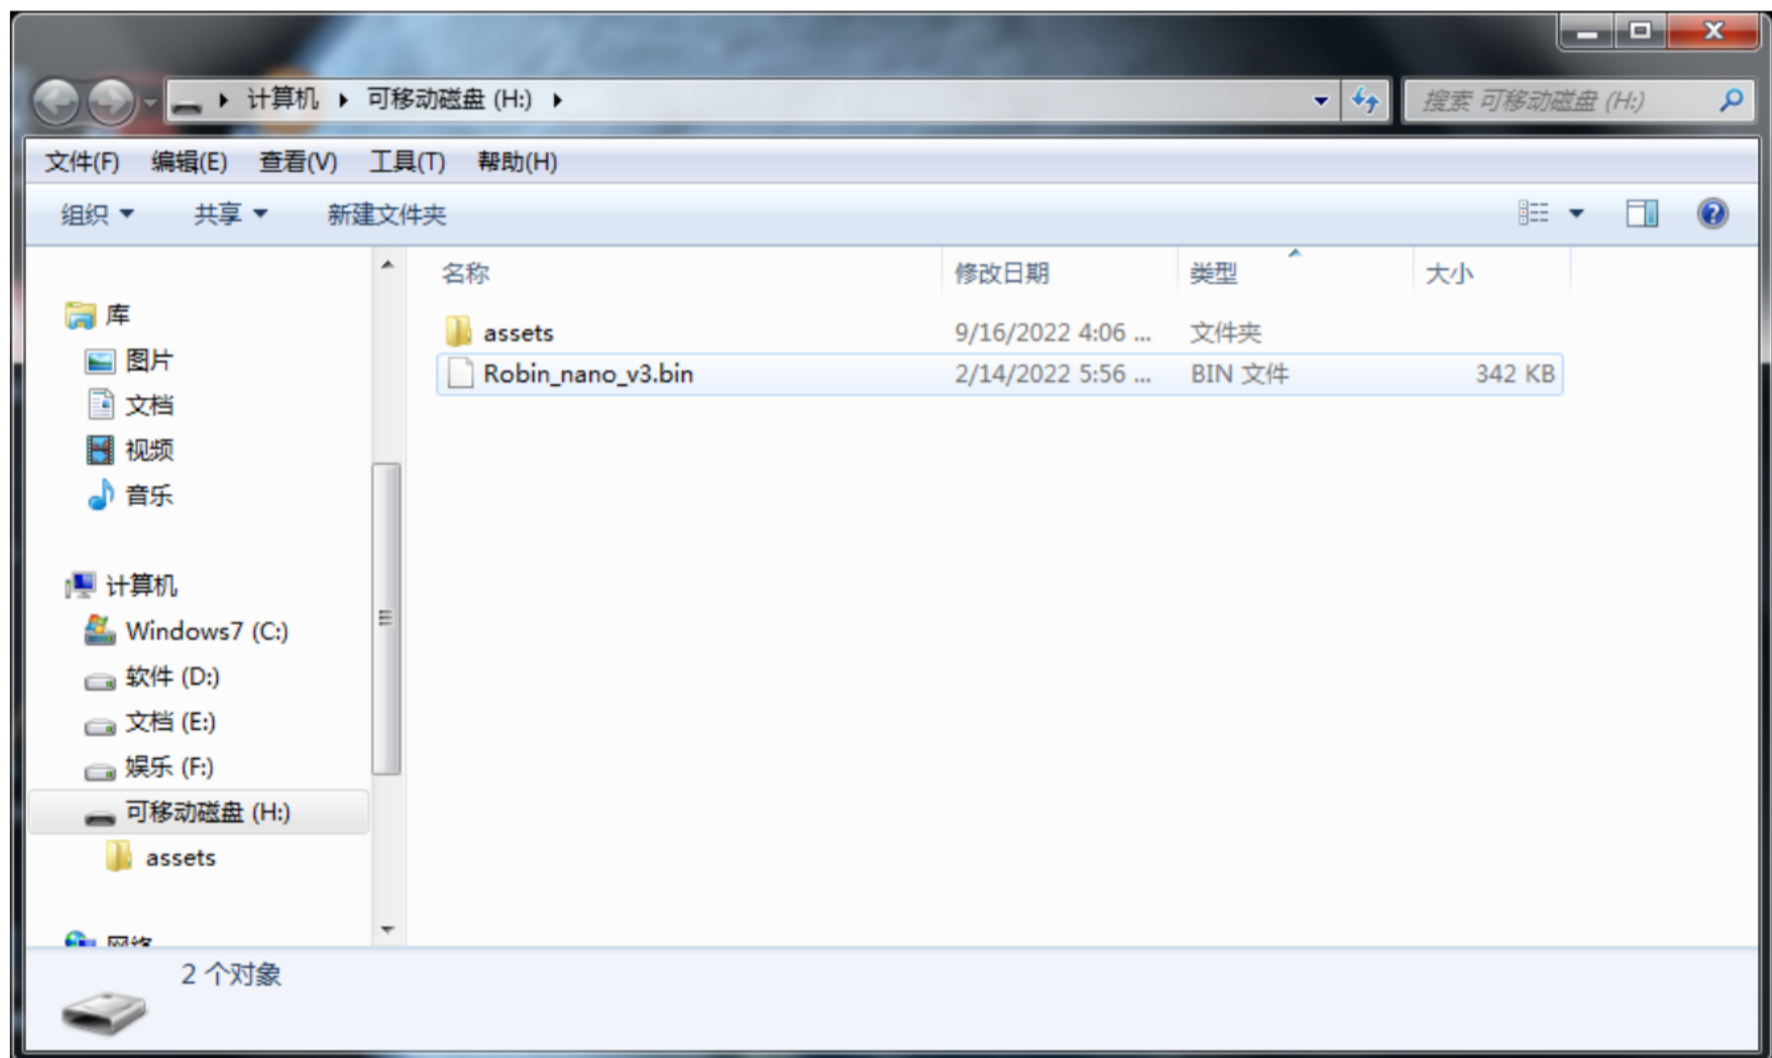 计算机 可移动磁盘 (H:)
搜索 可移动磁盘 (H:)
文件(F) 编辑(E) 查看(V) 工具(T) 帮助(H)
组织 共享 新建文件夹
名称 修改日期 类型 大小
库
图片
文档
视频
音乐
计算机
Windows7 (C:)
软件 (D:)
文档 (E:)
娱乐 (F:)
可移动磁盘 (H:)
assets
网络
assets 9/16/2022 4:06 ... 文件夹
Robin_nano_v3.bin 2/14/2022 5:56 ... BIN 文件 342 KB
2 个对象